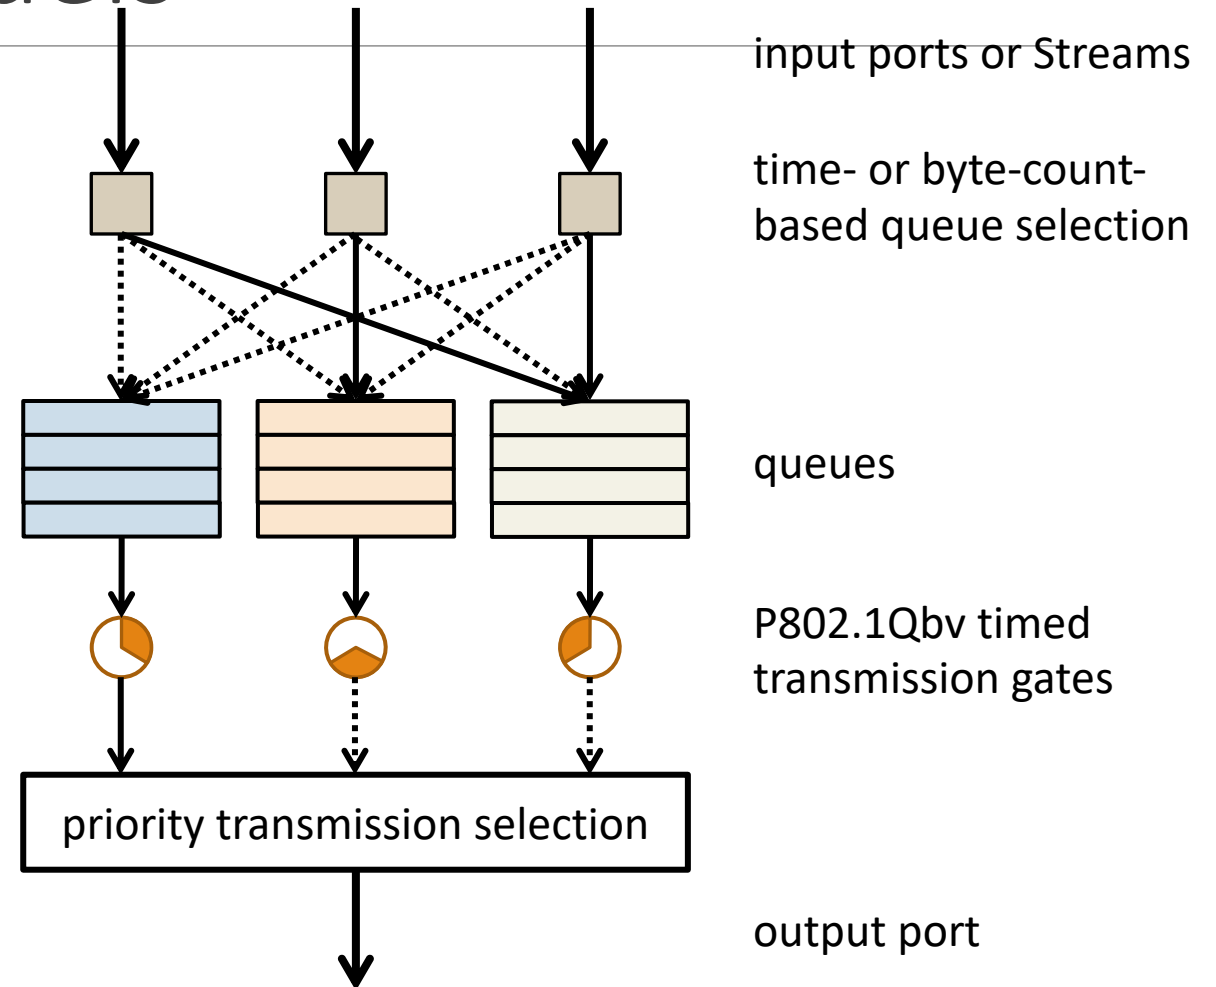 input ports or Streams
time- or byte-count-
based queue selection
queues
P802.1Qbv timed
transmission gates
priority transmission selection
output port